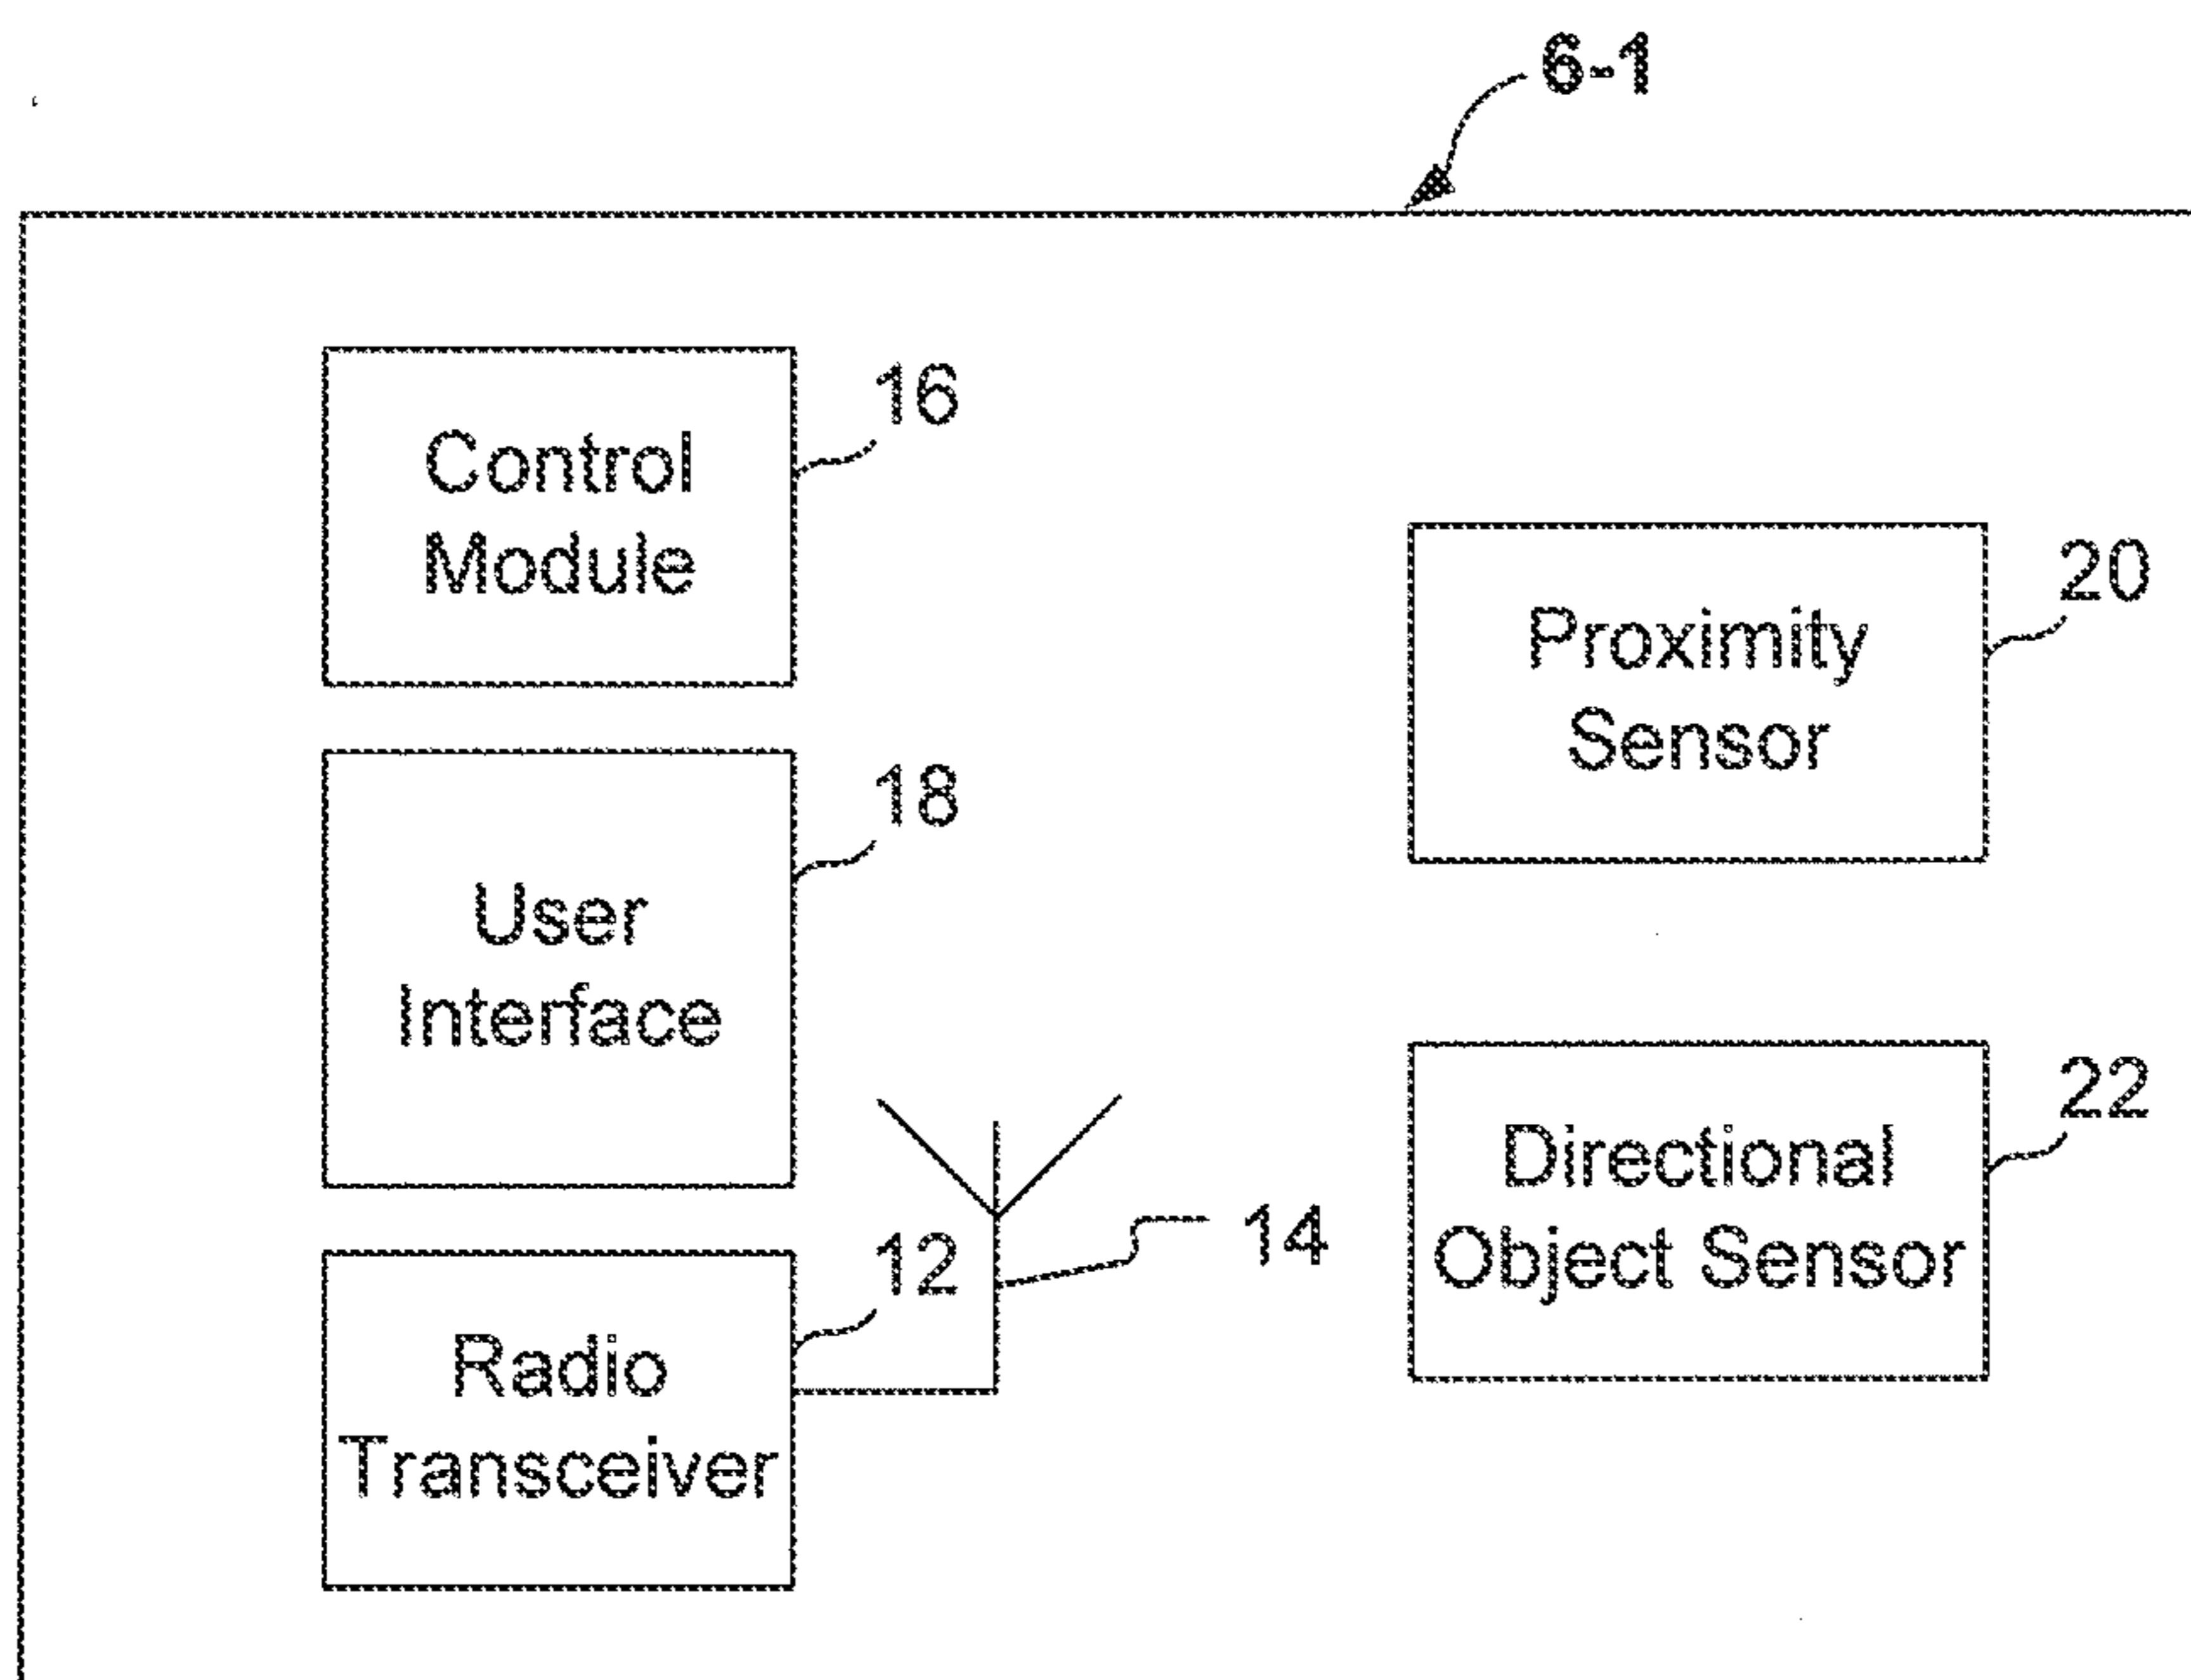 6-1
16
Control
Module
20
Proximity
Sensor
18
User
Interface
22
Directional
Object Sensor
14
12
Radio
Transceiver